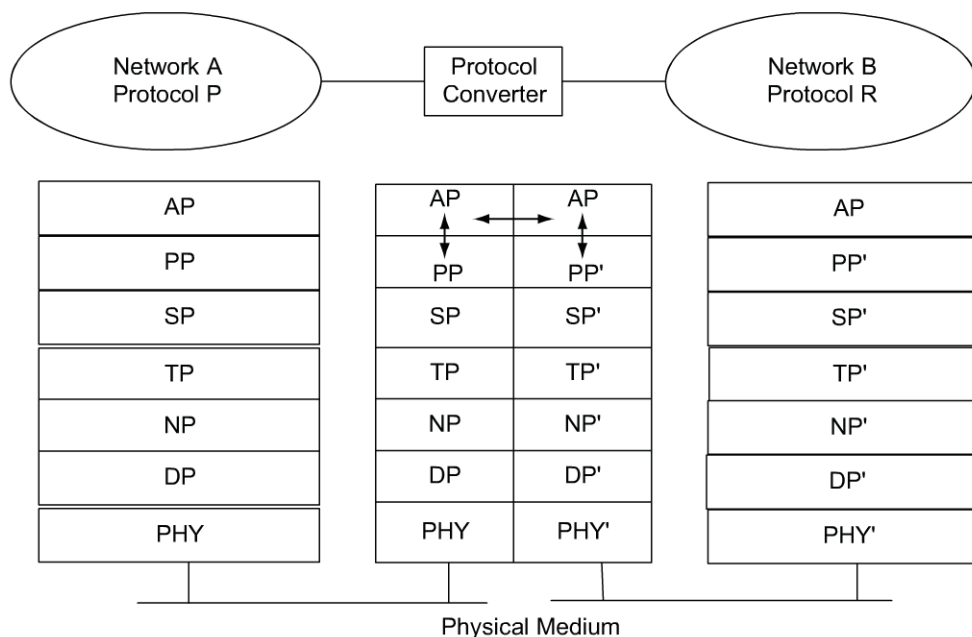 Network A
Protocol P
Protocol
Converter
Network B
Protocol R
AP
PP
SP
TP
NP
DP
PHY
AP AP
PP PP'
SP SP'
TP TP'
NP NP'
DP DP'
PHY PHY'
AP
PP'
SP'
TP'
NP'
DP'
PHY'
Physical Medium